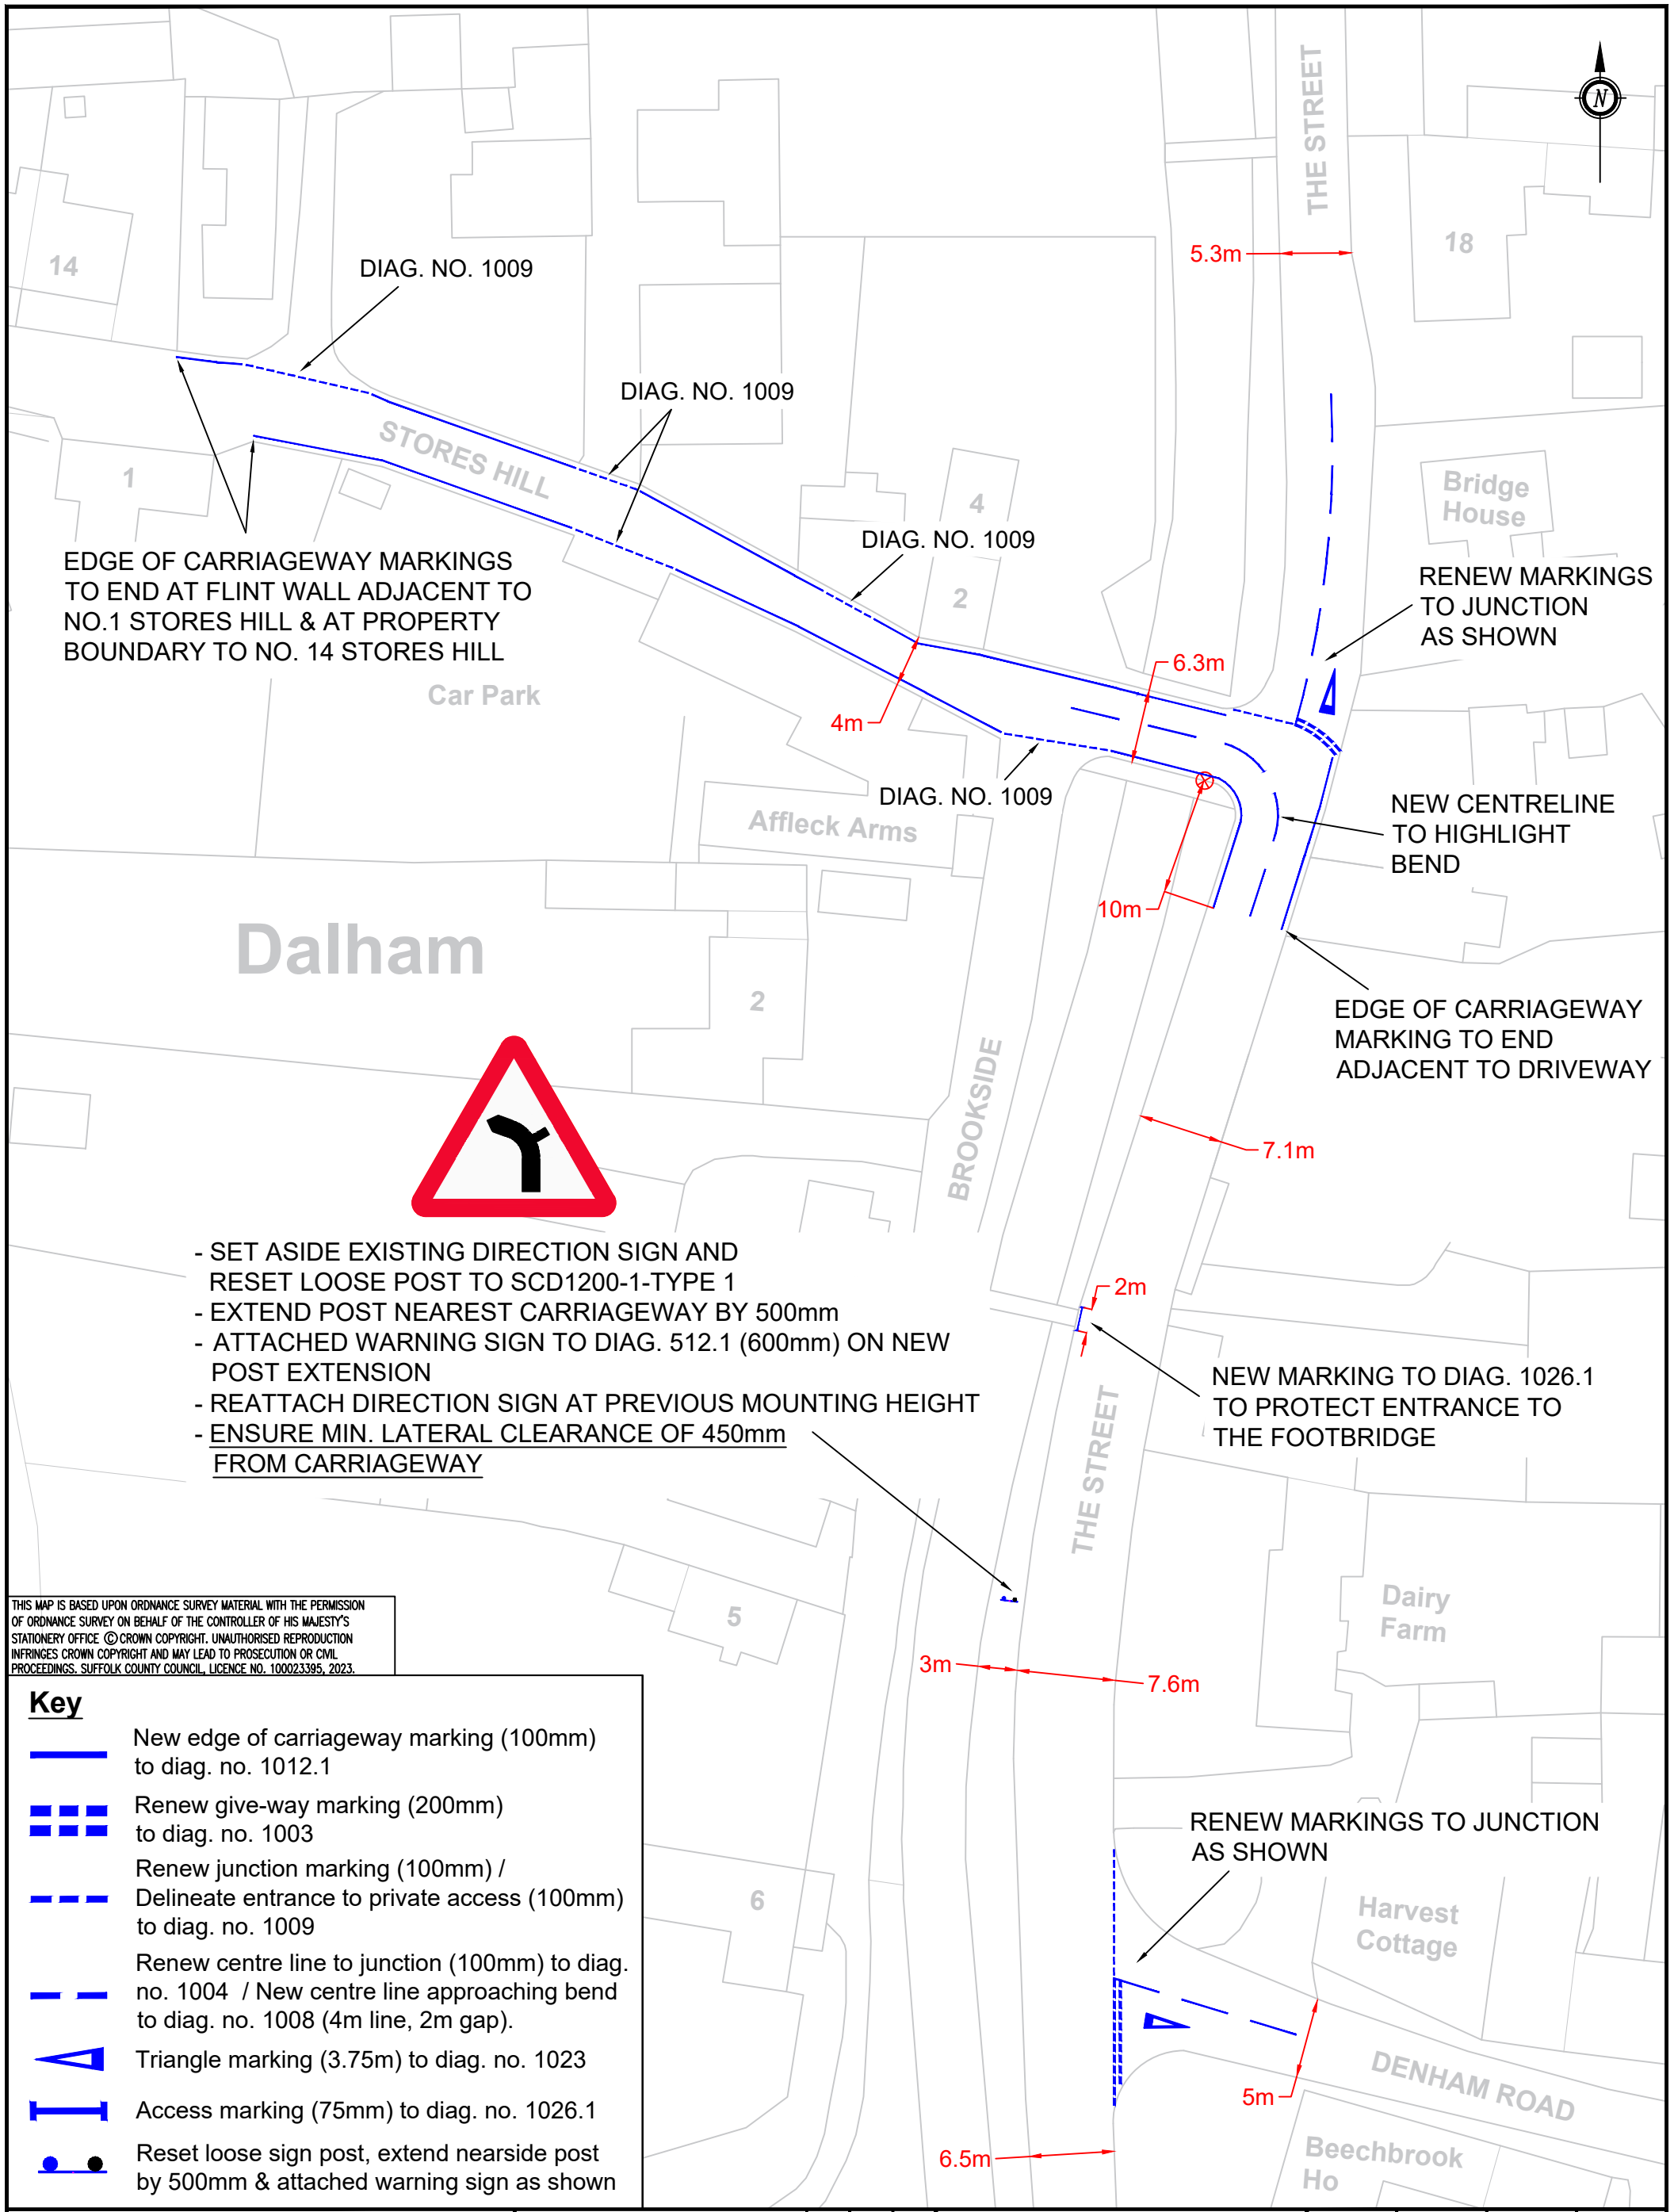 THE STREET
N
5.3m
18
14
DIAG. NO. 1009
DIAG. NO. 1009
STORES HILL
1
4
Bridge
House
DIAG. NO. 1009
2
EDGE OF CARRIAGEWAY MARKINGS
TO END AT FLINT WALL ADJACENT TO
NO.1 STORES HILL & AT PROPERTY
BOUNDARY TO NO. 14 STORES HILL
RENEW MARKINGS
TO JUNCTION
AS SHOWN
6.3m
Car Park
4m
DIAG. NO. 1009
Affleck Arms
NEW CENTRELINE
TO HIGHLIGHT
BEND
10m
Dalham
2
EDGE OF CARRIAGEWAY
MARKING TO END
ADJACENT TO DRIVEWAY
BROOKSIDE
7.1m
- SET ASIDE EXISTING DIRECTION SIGN AND
RESET LOOSE POST TO SCD1200-1-TYPE 1
- EXTEND POST NEAREST CARRIAGEWAY BY 500mm
- ATTACHED WARNING SIGN TO DIAG. 512.1 (600mm) ON NEW
POST EXTENSION
- REATTACH DIRECTION SIGN AT PREVIOUS MOUNTING HEIGHT
- ENSURE MIN. LATERAL CLEARANCE OF 450mm
FROM CARRIAGEWAY
2m
NEW MARKING TO DIAG. 1026.1
TO PROTECT ENTRANCE TO
THE FOOTBRIDGE
THE STREET
5
Dairy
Farm
3m
7.6m
THIS MAP IS BASED UPON ORDNANCE SURVEY MATERIAL WITH THE PERMISSION
OF ORDNANCE SURVEY ON BEHALF OF THE CONTROLLER OF HIS MAJESTY'S
STATIONERY OFFICE © CROWN COPYRIGHT. UNAUTHORISED REPRODUCTION
INFRINGES CROWN COPYRIGHT AND MAY LEAD TO PROSECUTION OR CIVIL
PROCEEDINGS. SUFFOLK COUNTY COUNCIL, LICENCE NO. 100023395, 2023.
Key
New edge of carriageway marking (100mm)
to diag. no. 1012.1
Renew give-way marking (200mm)
to diag. no. 1003
Renew junction marking (100mm) /
Delineate entrance to private access (100mm)
to diag. no. 1009
Renew centre line to junction (100mm) to diag.
no. 1004 / New centre line approaching bend
to diag. no. 1008 (4m line, 2m gap).
Triangle marking (3.75m) to diag. no. 1023
Access marking (75mm) to diag. no. 1026.1
Reset loose sign post, extend nearside post
by 500mm & attached warning sign as shown
6
RENEW MARKINGS TO JUNCTION
AS SHOWN
Harvest
Cottage
DENHAM ROAD
5m
Beechbrook
Ho
6.5m